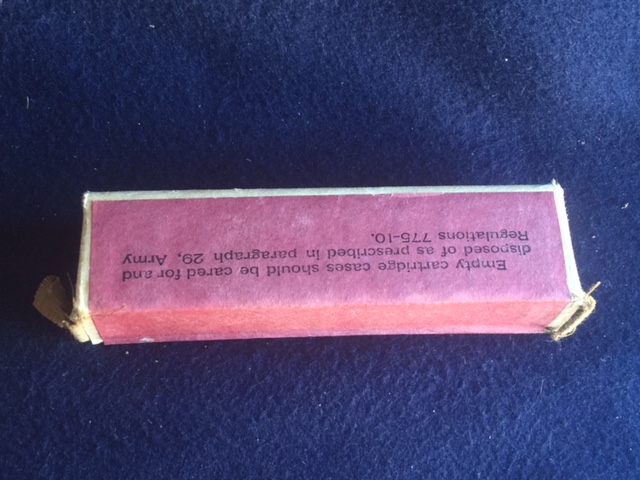 Empty cartridge cases should be cared for and
disposed of as prescribed in paragraph 29, Army
Regulations 775-10.